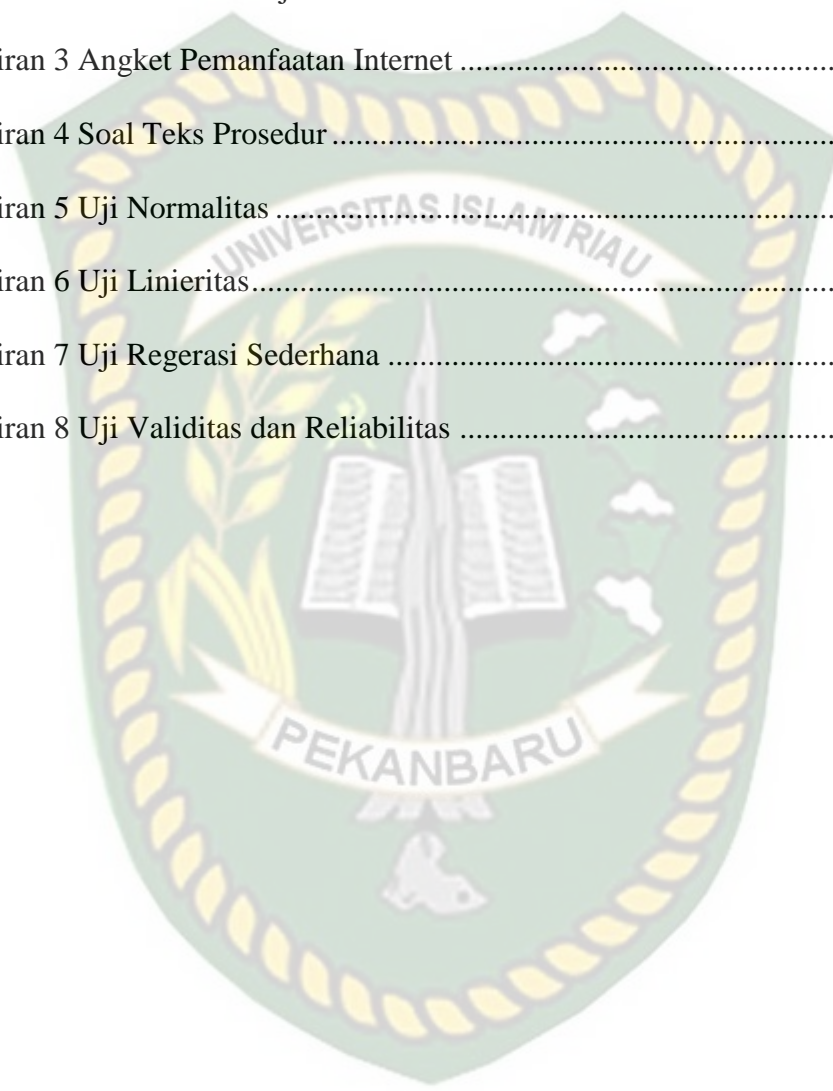 iran 3 Angket Pemanfaatan Internet ...............................................
iran 4 Soal Teks Prosedur ..............................................................
iran 5 Uji Normalitas .....................................................................
UNIVERSITAS ISLAM RIAU
iran 6 Uji Linieritas........................................................................
iran 7 Uji Regerasi Sederhana .......................................................
iran 8 Uji Validitas dan Reliabilitas ..............................................
PEKANBARU